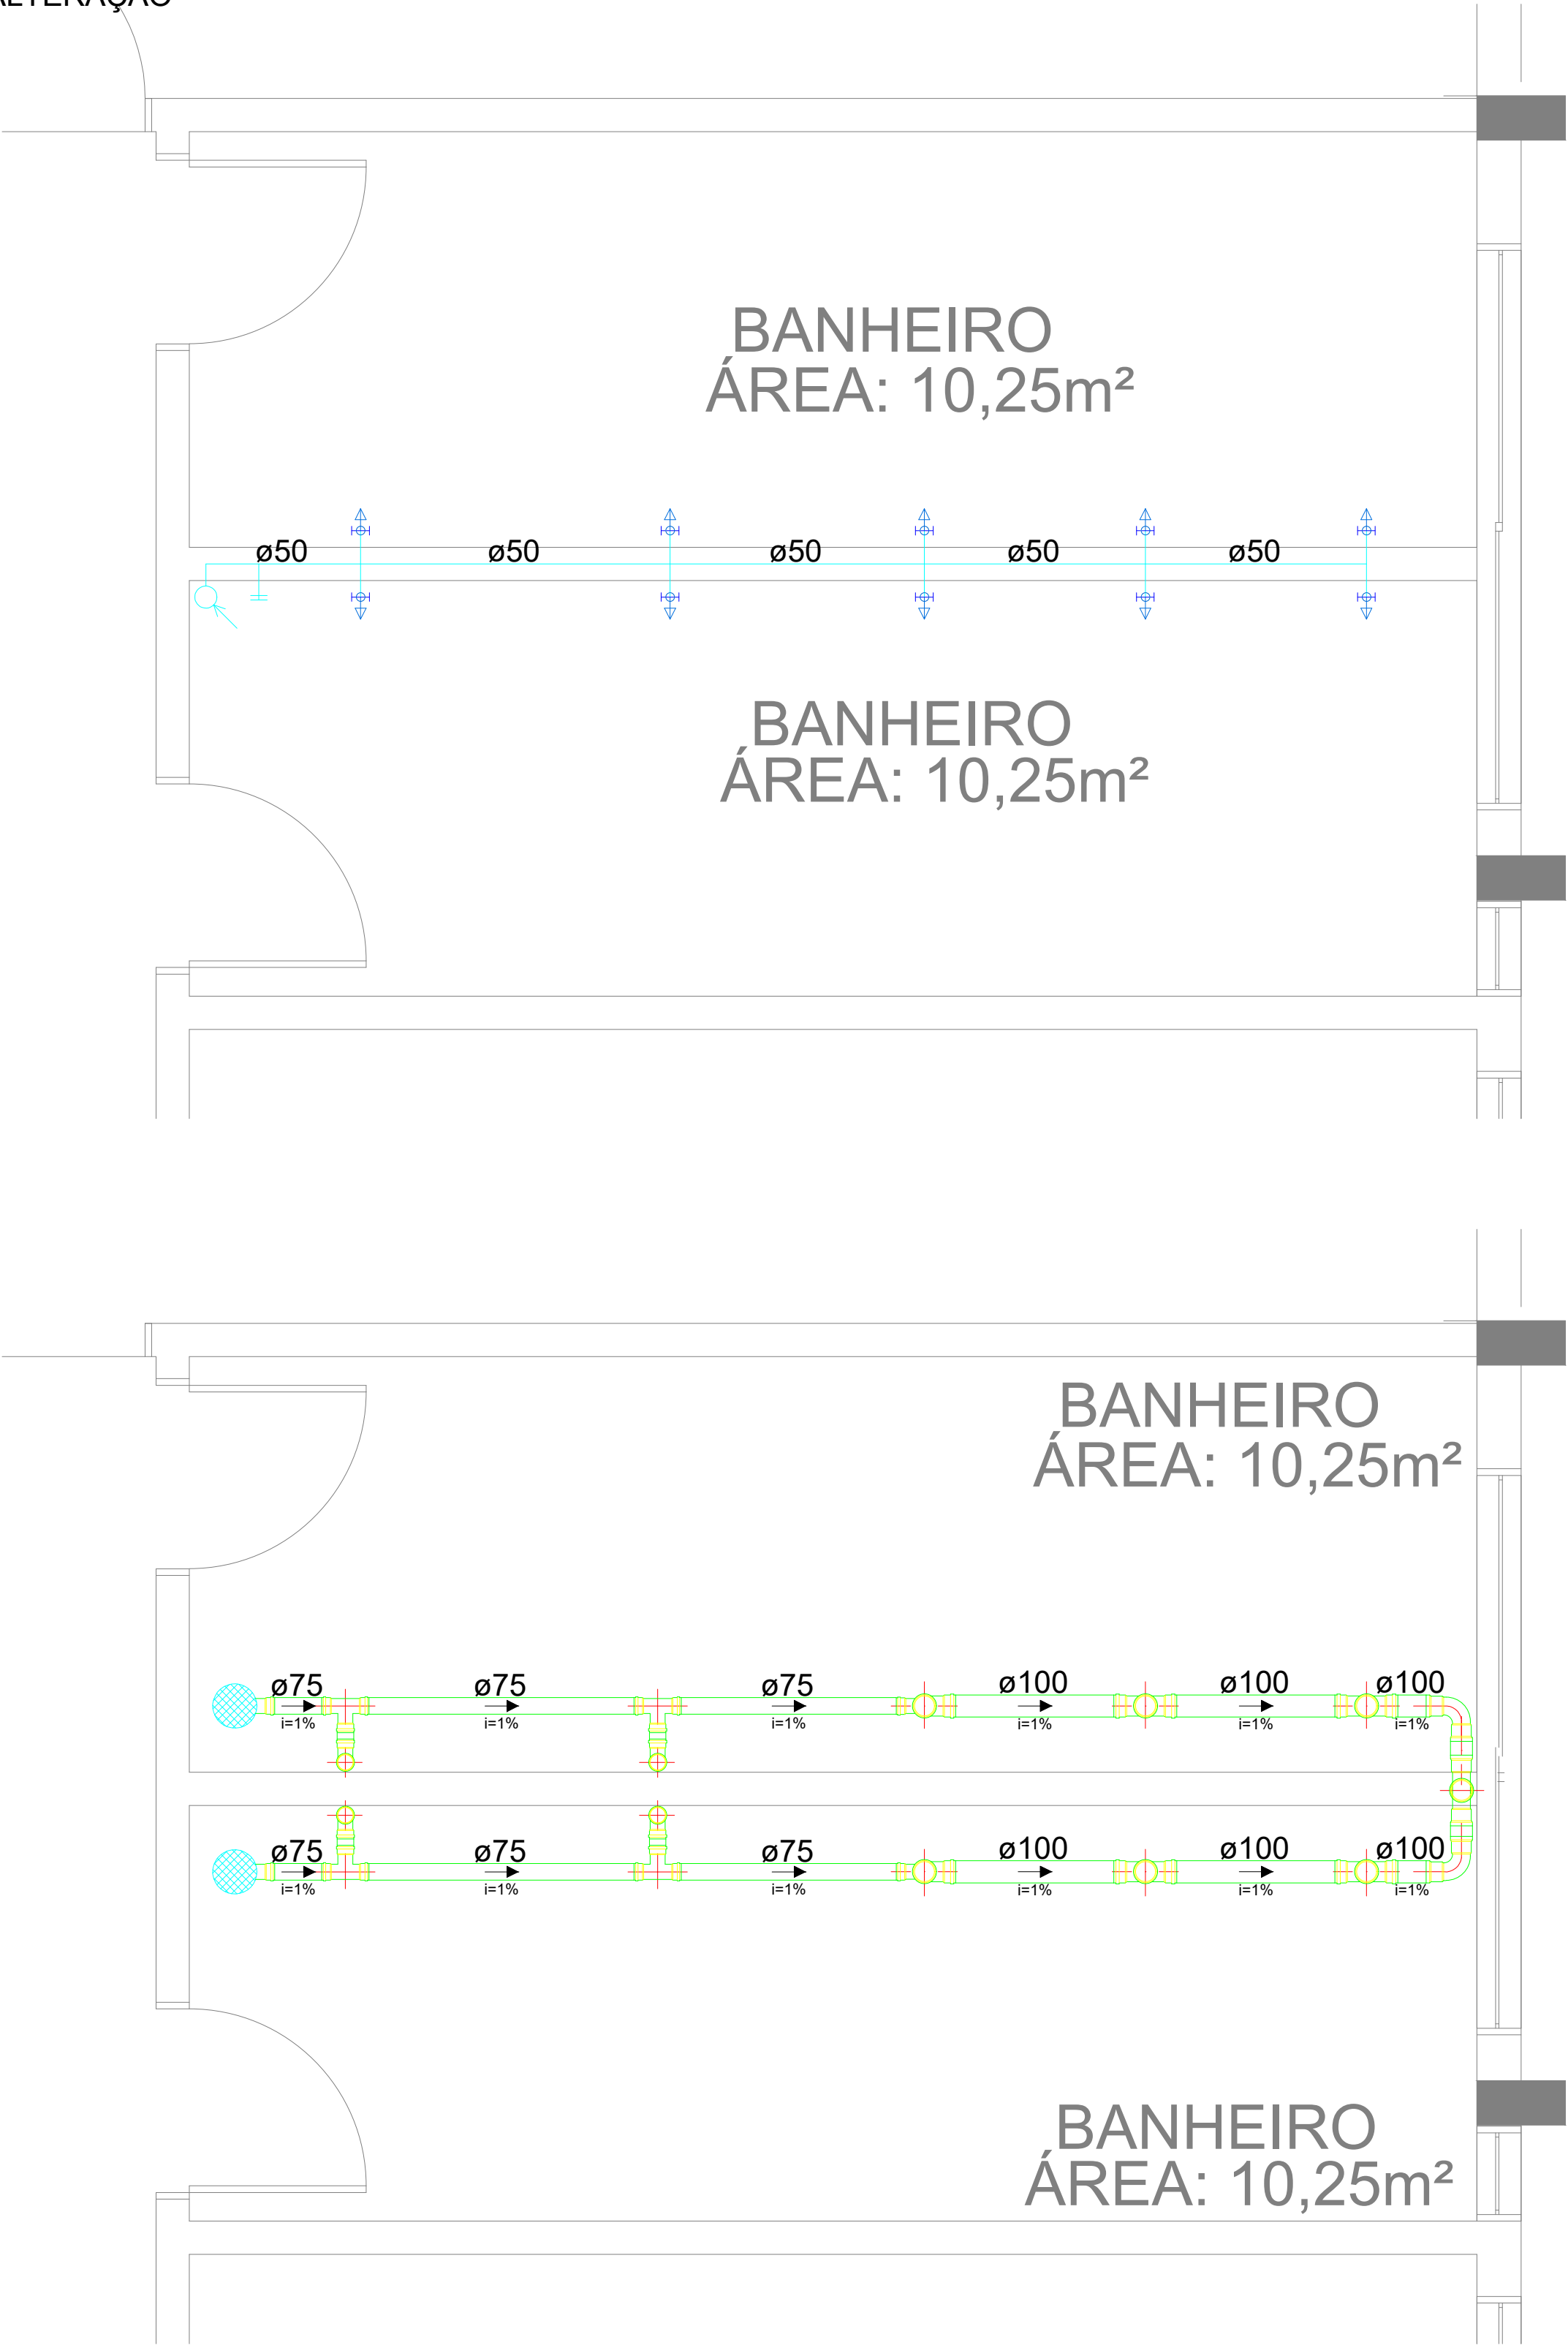 ALTERAÇÃO
BANHEIRO
ÁREA: 10,25m²
ø50 ø50 ø50 ø50 ø50
BANHEIRO
ÁREA: 10,25m²
BANHEIRO
ÁREA: 10,25m²
ø75 ø75 ø75 ø100 ø100 ø100
i=1% i=1% i=1% i=1% i=1% i=1%
ø75 ø75 ø75 ø100 ø100 ø100
i=1% i=1% i=1% i=1% i=1% i=1%
BANHEIRO
ÁREA: 10,25m²